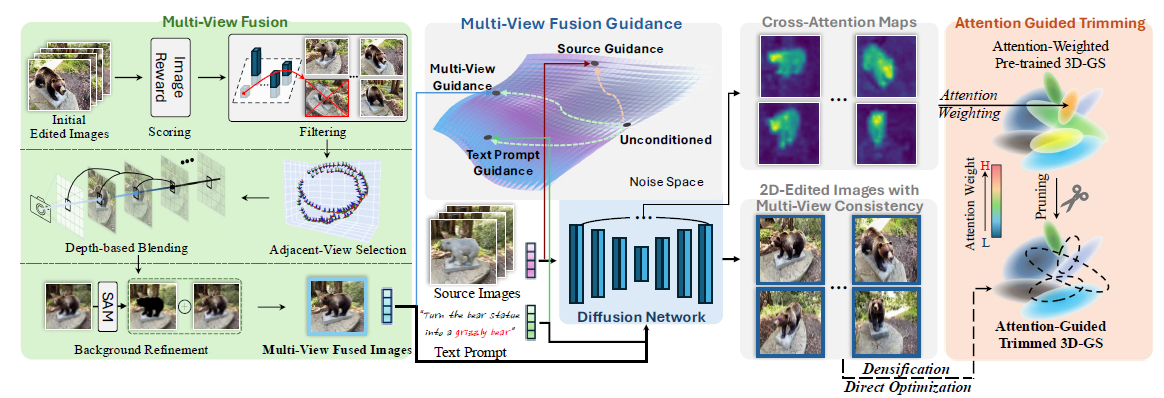 Multi-View Fusion
Initial
Edited Images
Image
Reward
Scoring
Filtering
Depth-based Blending
Adjacent-View Selection
SAM
Background Refinement
Multi-View Fused Images
Multi-View Fusion Guidance
Source Guidance
Multi-View
Guidance
Unconditioned
Text Prompt
Guidance
Noise Space
Source Images
"Turn the bear statue
into a grizzly bear"
Text Prompt
Diffusion Network
Cross-Attention Maps
2D-Edited Images with
Multi-View Consistency
Densification
Direct Optimization
Attention Guided Trimming
Attention-Weighted
Pre-trained 3D-GS
Attention
Weighting
Attention Weight
H
L
Pruning
Attention-Guided
Trimmed 3D-GS